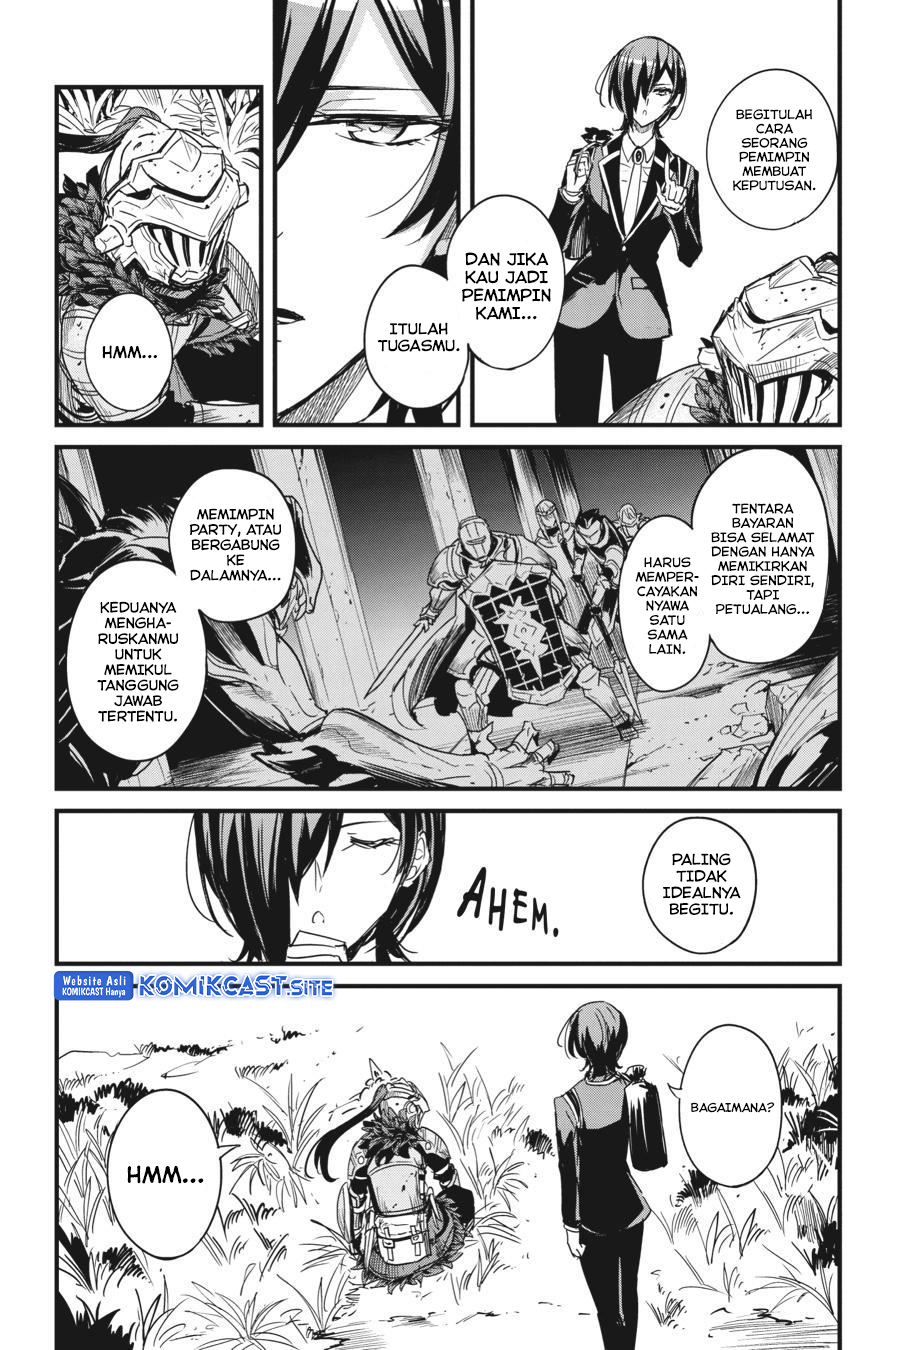 BEGITULAH
CARA
SEORANG
PEMIMPIN
MEMBUAT
KEPUTUSAN.
DAN JIKA
KAU JADI
PEMIMPIN
KAMI...
ITULAH
TUGASMU.
HMM...
TENTARA
BAYARAN
BISA SELAMAT
DENGAN HANYA
MEMIKIRKAN
DIRI SENDIRI,
TAPI
PETUALANG...
HARUS
MEMPER-
CAYAKAN
NYAWA
SATU
SAMA
LAIN.
MEMIMPIN
PARTY, ATAU
BERGABUNG
KE
DALAMNYA...
KEDUANYA
MENGHA-
RUSKANMU
UNTUK
MEMIKUL
TANGGUNG
JAWAB
TERTENTU.
PALING
TIDAK
IDEALNYA
BEGITU.
AHEM.
Website Asli
KOMIKCAST Hanya
KOMIKCAST.SITE
BAGAIMANA?
HMM...